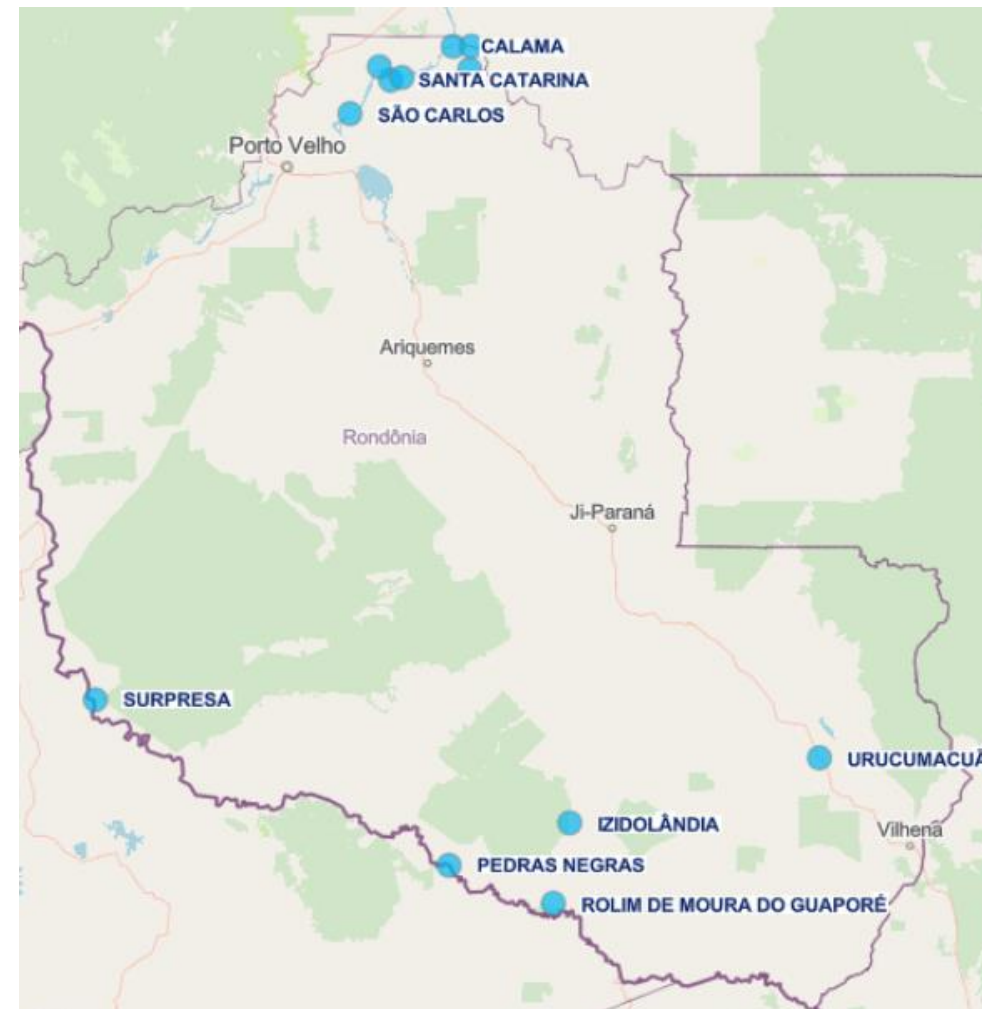 CALAMA
SANTA CATARINA
SÃO CARLOS
Porto Velho
Ariquemes
Rondônia
Ji-Paraná
SURPRESA
URUCUMACUÃ
IZIDOLÂNDIA
Vilhena
PEDRAS NEGRAS
ROLIM DE MOURA DO GUAPORÉ